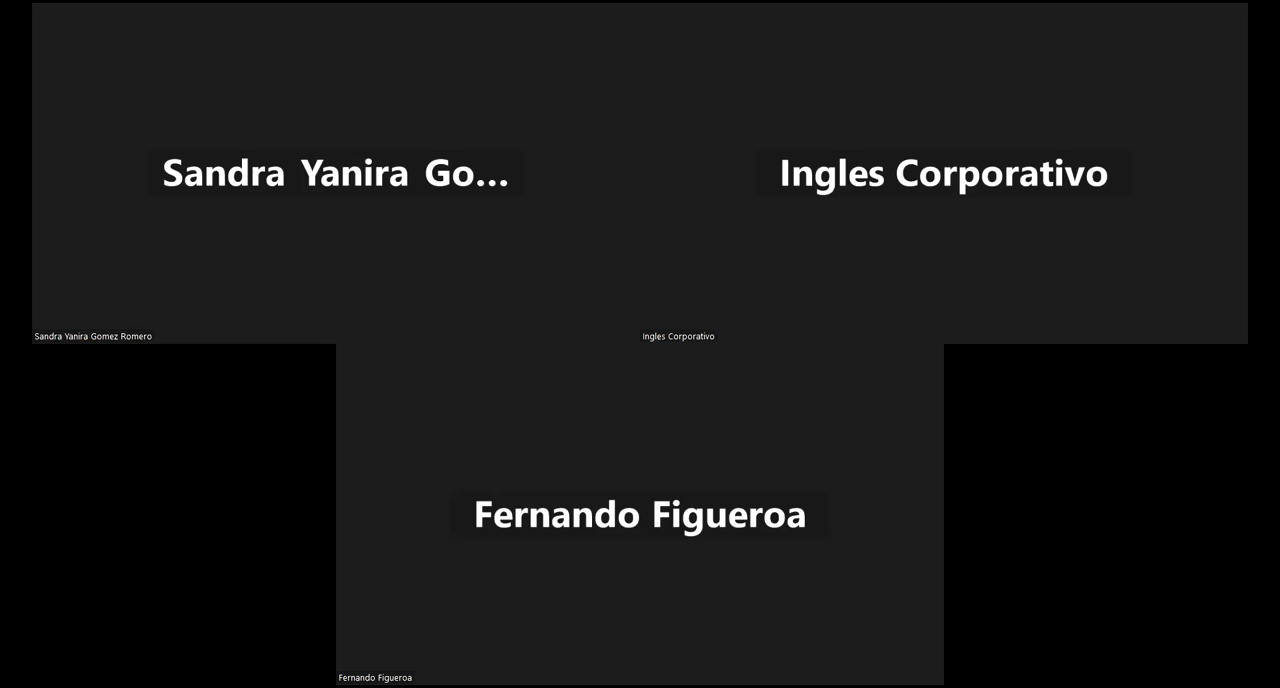 Sandra Yanira Go...
Ingles Corporativo
Sandra Yanira Gomez Romero
Ingles Corporativo
Fernando Figueroa
Fernando Figueroa